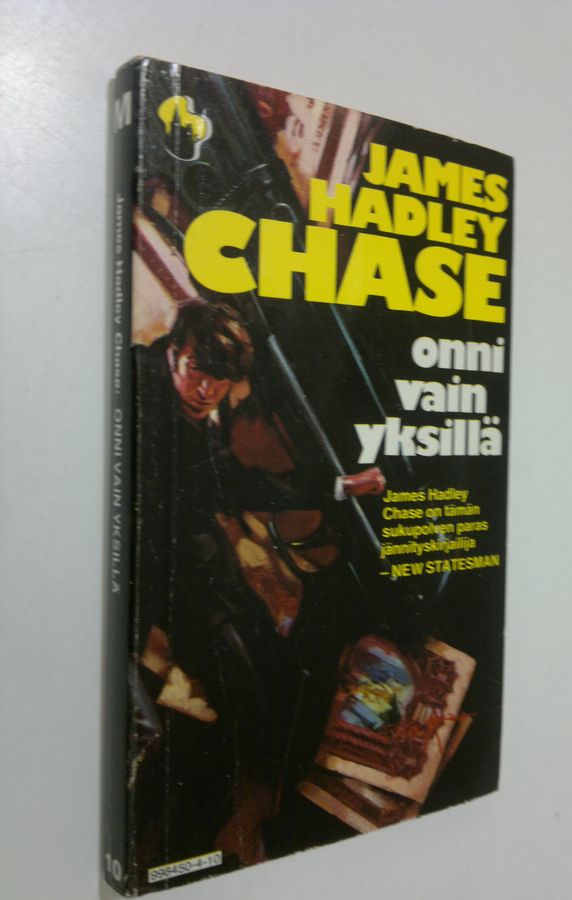 JAMES
HADLEY
CHASE
onni
vain
yksillä
James Hadley
Chase on tämän
sukupolven paras
jännityskirjailija
– NEW STATESMAN
998450-4-10
M
James Hadley Chase: ONNI VAIN YKSILLÄ
10